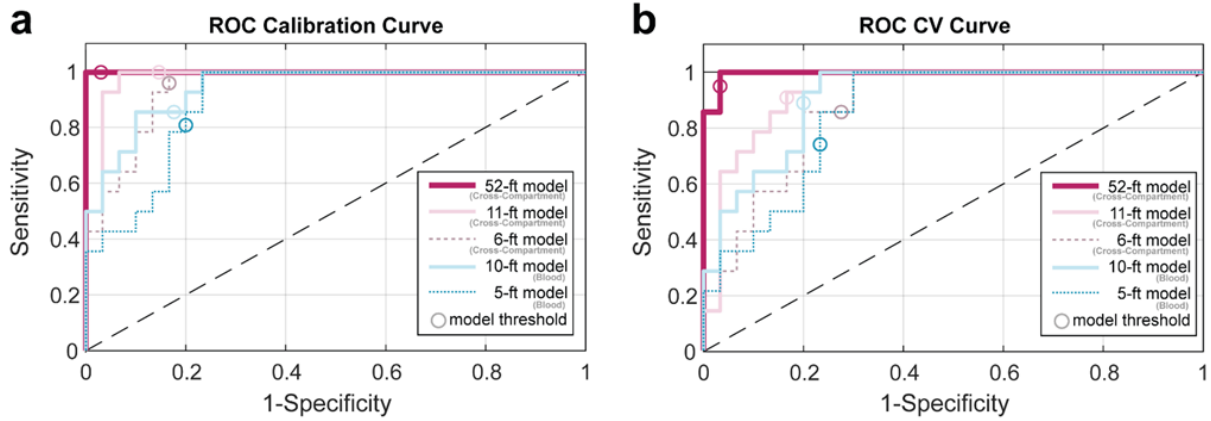 a
ROC Calibration Curve
Sensitivity
1
0.8
0.6
0.4
0.2
0
0
0.2
0.4
0.6
0.8
1
1-Specificity
52-ft model
(Cross-Compartment)
11-ft model
(Cross-Compartment)
6-ft model
(Cross-Compartment)
10-ft model
(Blood)
5-ft model
(Blood)
model threshold
b
ROC CV Curve
Sensitivity
1
0.8
0.6
0.4
0.2
0
0
0.2
0.4
0.6
0.8
1
1-Specificity
52-ft model
(Cross-Compartment)
11-ft model
(Cross-Compartment)
6-ft model
(Cross-Compartment)
10-ft model
(Blood)
5-ft model
(Blood)
model threshold